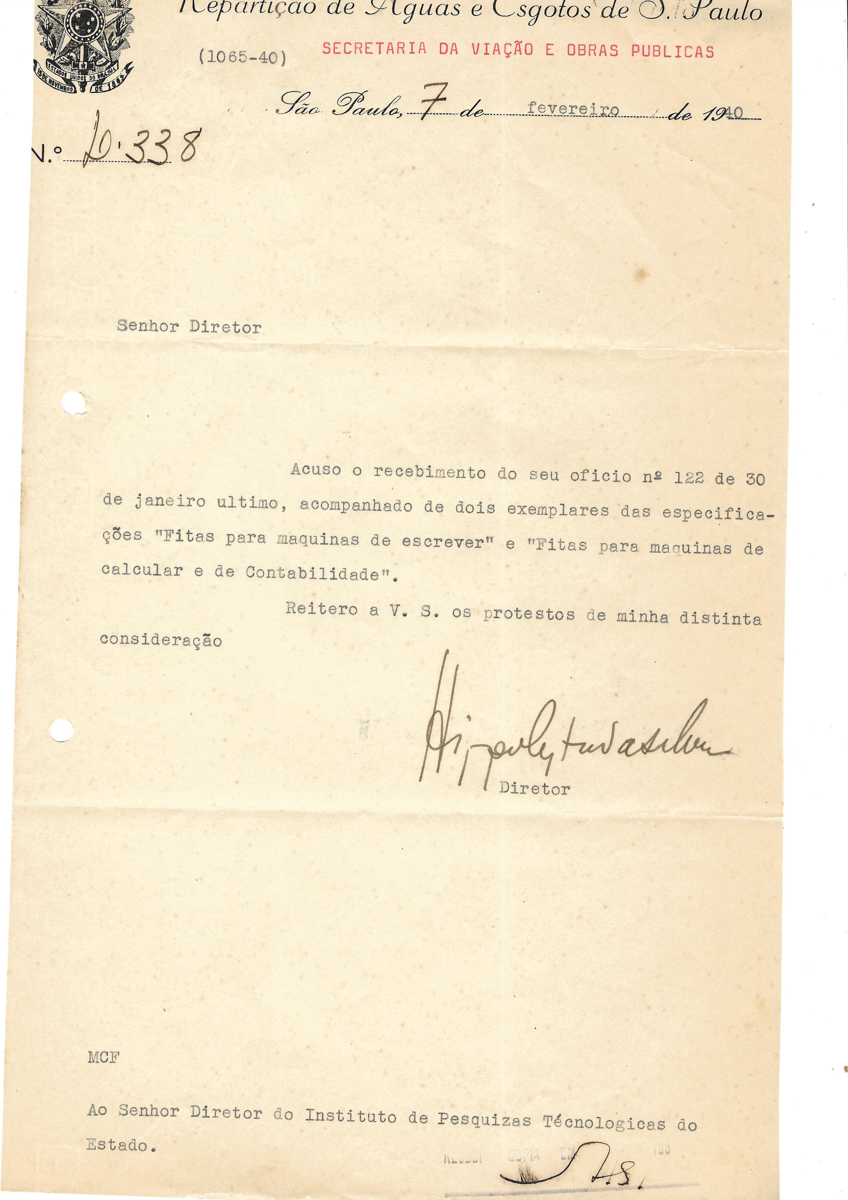 Repartição de Aguas e Esgotos de S. Paulo
(1065-40)
SECRETARIA DA VIAÇÃO E OBRAS PUBLICAS
São Paulo, 7 de fevereiro de 1940
N.º D.338
Senhor Diretor
Acuso o recebimento do seu oficio nº 122 de 30
de janeiro ultimo, acompanhado de dois exemplares das especifica-
ções "Fitas para maquinas de escrever" e "Fitas para maquinas de
calcular e de Contabilidade".
Reitero a V. S. os protestos de minha distinta
consideração
Diretor
MCF
Ao Senhor Diretor do Instituto de Pesquizas Técnologicas do
Estado.